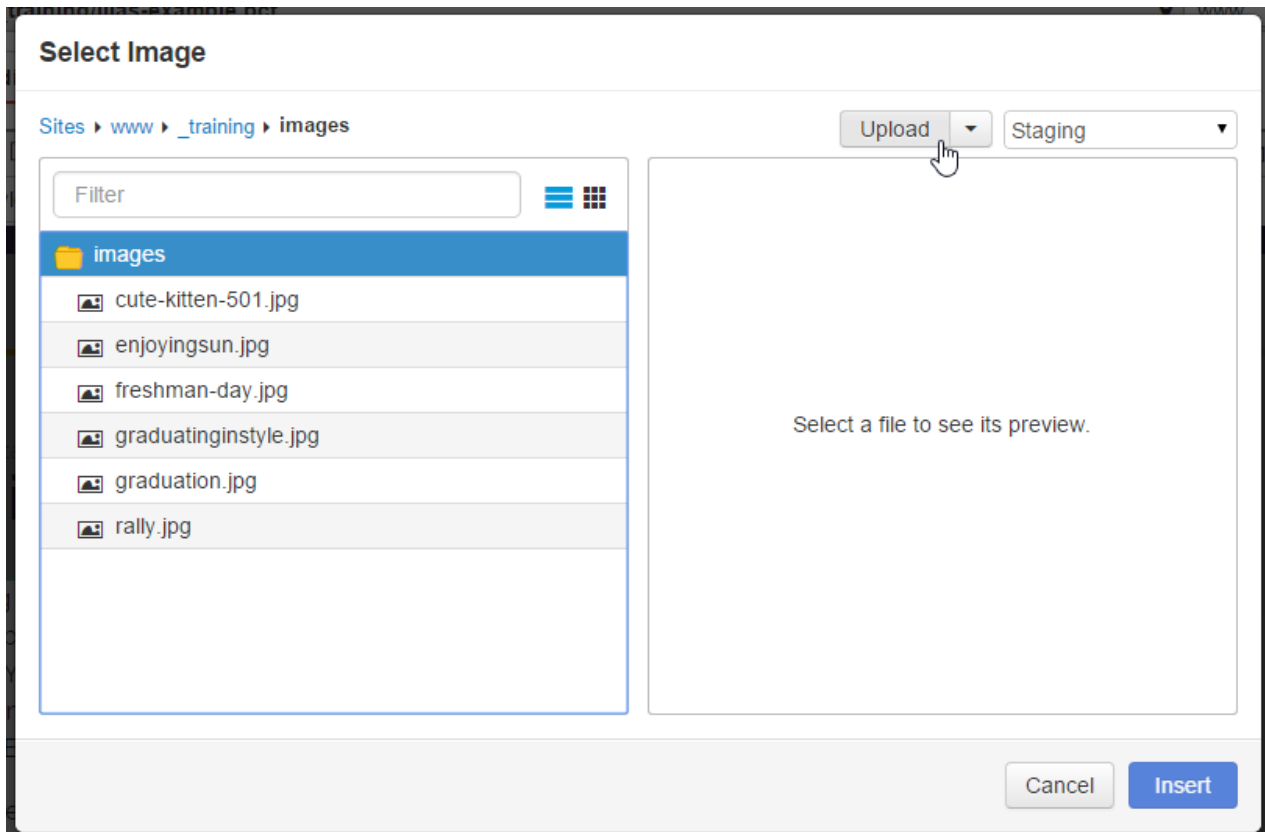 Select Image
Sites www _training images
Upload Staging
Filter
images
cute-kitten-501.jpg
enjoyingsun.jpg
freshman-day.jpg
graduatinginstyle.jpg
graduation.jpg
rally.jpg
Select a file to see its preview.
Cancel Insert